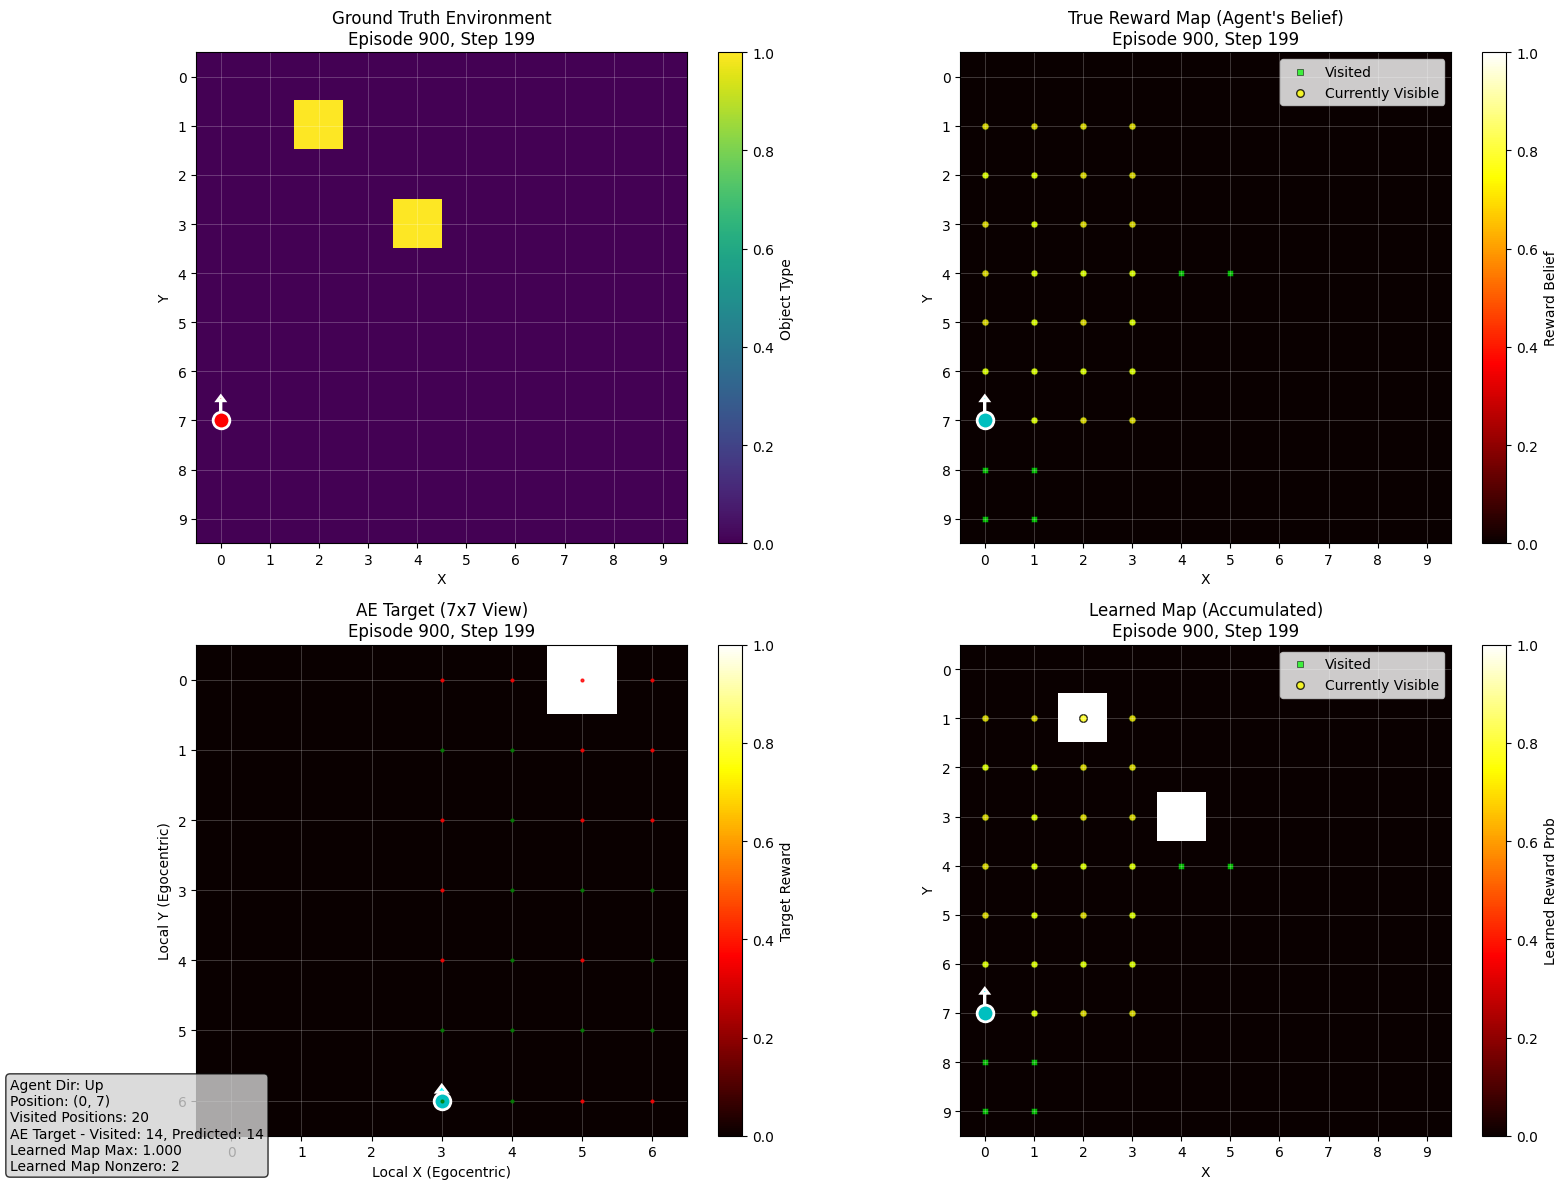 Ground Truth Environment
Episode 900, Step 199
0
1
2
3
4
5
6
7
8
9
Y
0 1 2 3 4 5 6 7 8 9
X
1.0
0.8
0.6
0.4
0.2
0.0
Object Type
True Reward Map (Agent's Belief)
Episode 900, Step 199
Visited
Currently Visible
0
1
2
3
4
5
6
7
8
9
Y
0 1 2 3 4 5 6 7 8 9
X
1.0
0.8
0.6
0.4
0.2
0.0
Reward Belief
AE Target (7x7 View)
Episode 900, Step 199
0
1
2
3
4
5
6
Local Y (Egocentric)
0 1 2 3 4 5 6
Local X (Egocentric)
1.0
0.8
0.6
0.4
0.2
0.0
Target Reward
Learned Map (Accumulated)
Episode 900, Step 199
Visited
Currently Visible
0
1
2
3
4
5
6
7
8
9
Y
0 1 2 3 4 5 6 7 8 9
X
1.0
0.8
0.6
0.4
0.2
0.0
Learned Reward Prob
Agent Dir: Up
Position: (0, 7)
Visited Positions: 20
AE Target - Visited: 14, Predicted: 14
Learned Map Max: 1.000
Learned Map Nonzero: 2